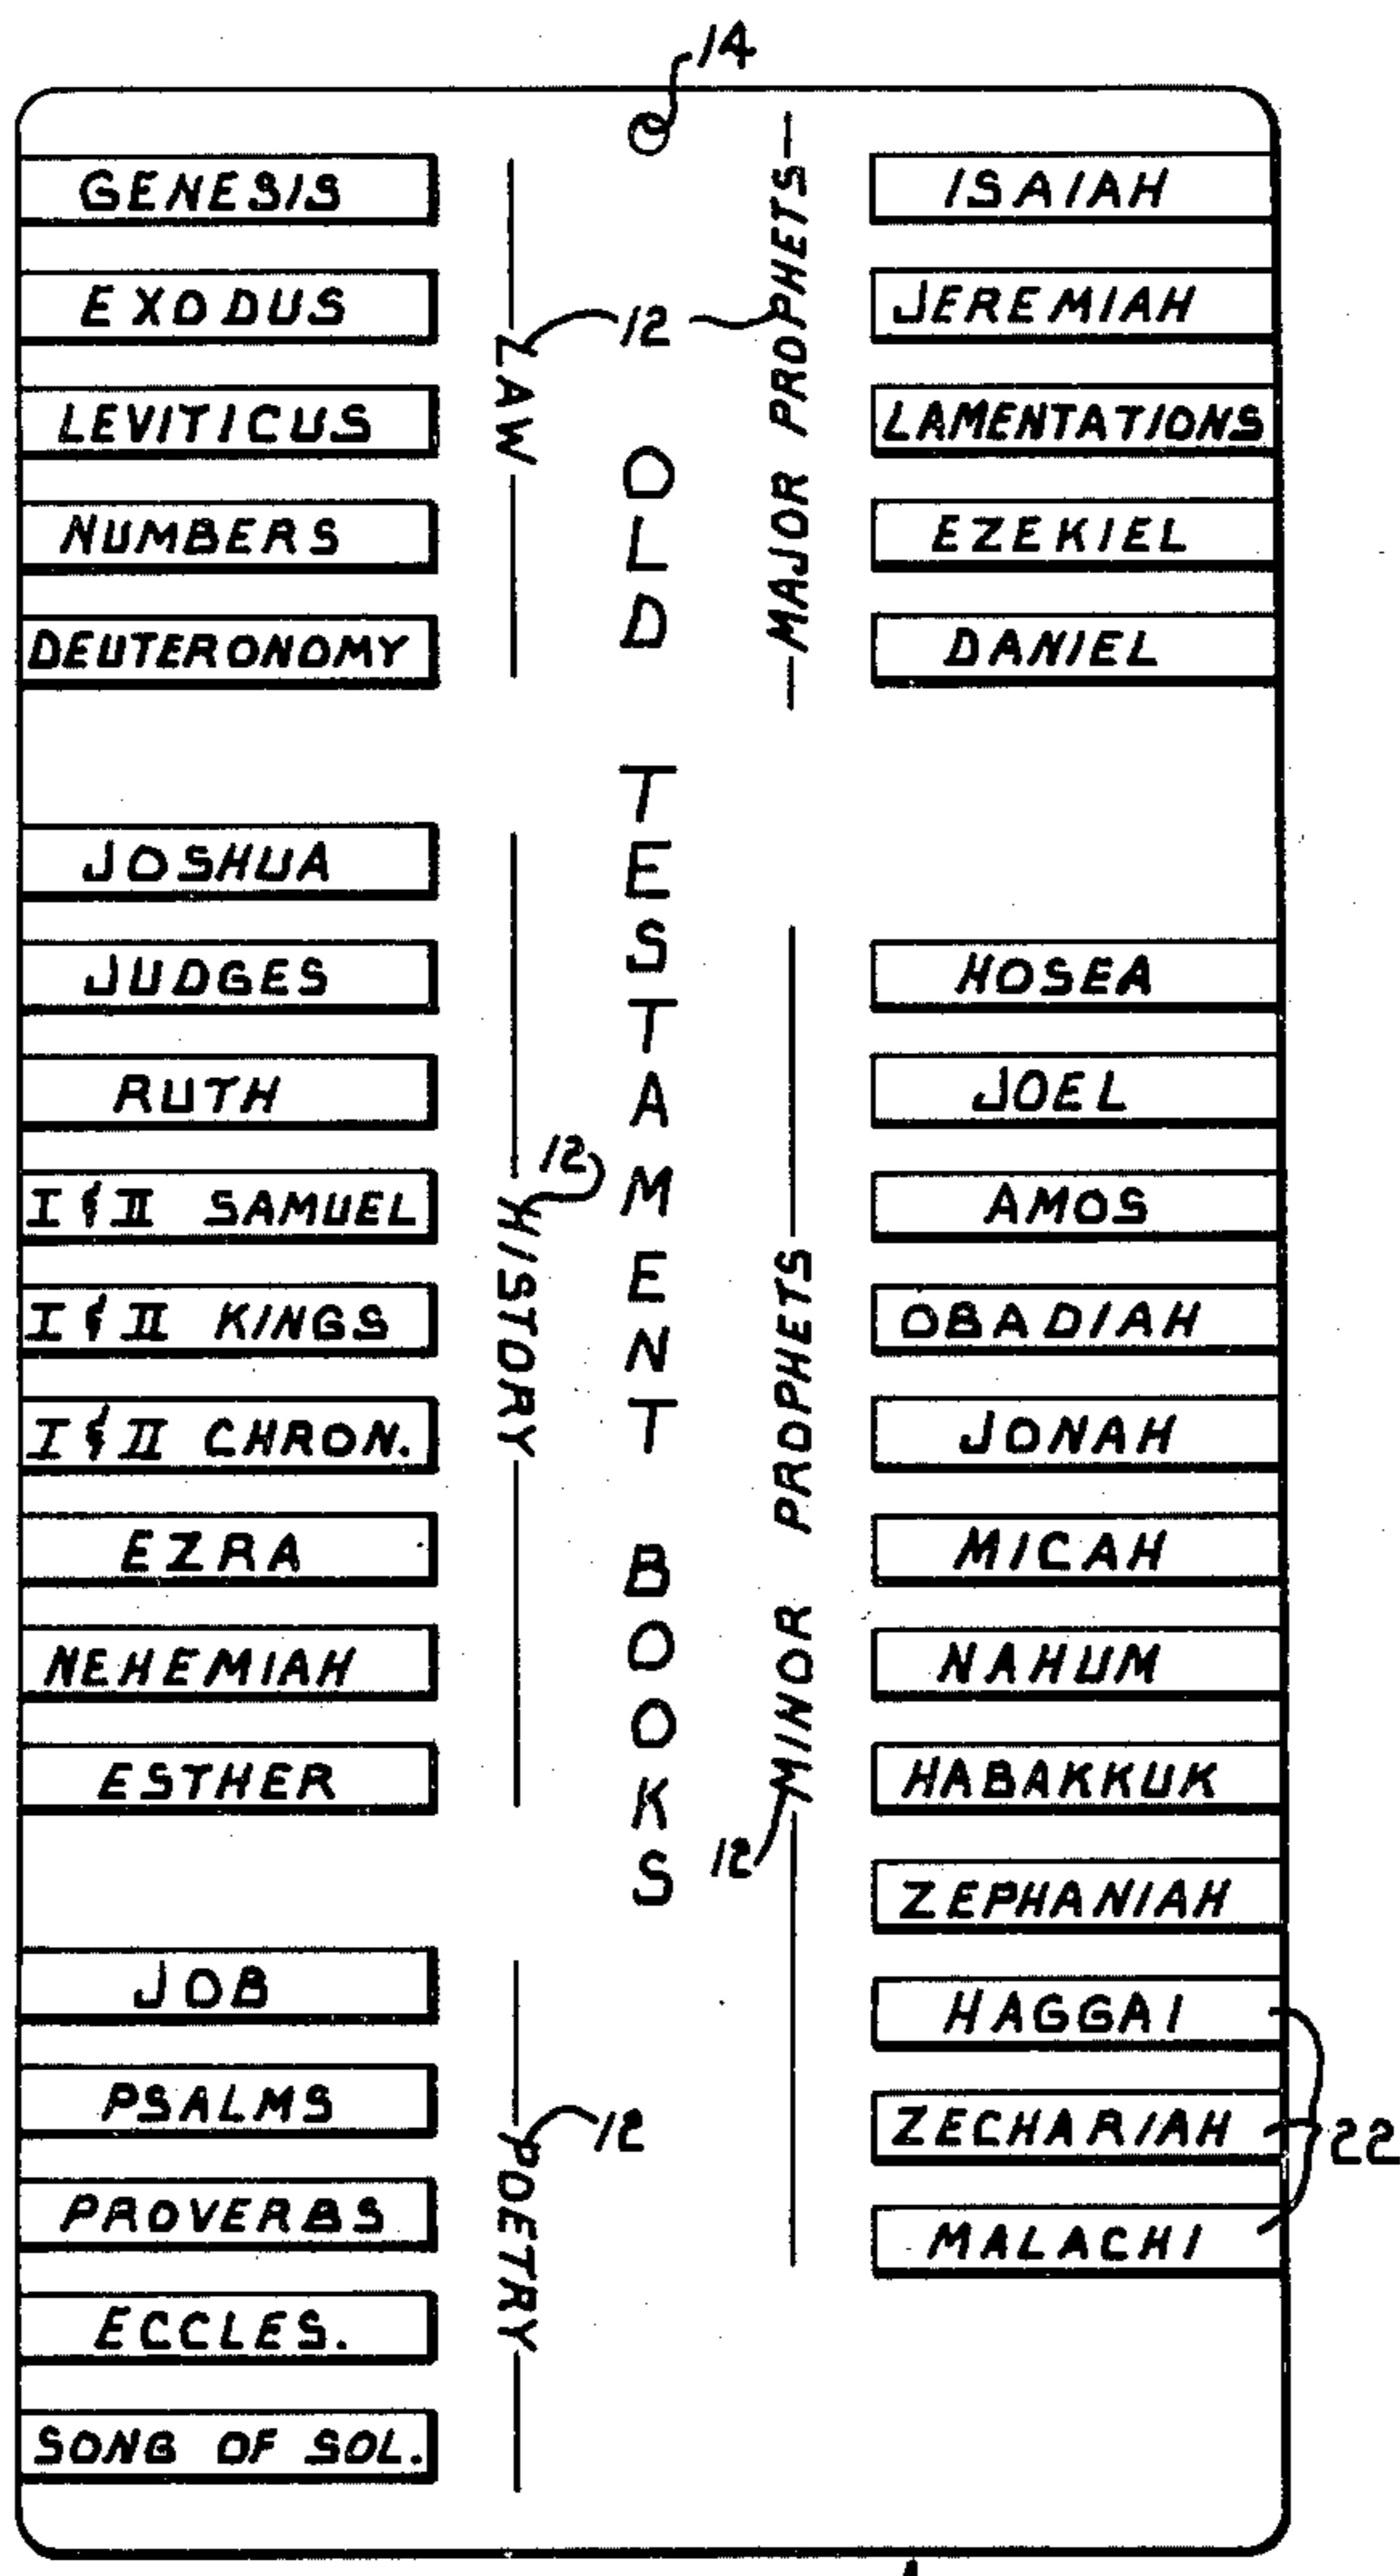 14
GENESIS
EXODUS
LEVITICUS
NUMBERS
DEUTERONOMY
JOSHUA
JUDGES
RUTH
I & II SAMUEL
I & II KINGS
I & II CHRON.
EZRA
NEHEMIAH
ESTHER
JOB
PSALMS
PROVERBS
ECCLES.
SONG OF SOL.
LAW
HISTORY
POETRY
12
12
12
12
OLD TESTAMENT BOOKS
MAJOR PROPHETS
MINOR PROPHETS
ISAIAH
JEREMIAH
LAMENTATIONS
EZEKIEL
DANIEL
HOSEA
JOEL
AMOS
OBADIAH
JONAH
MICAH
NAHUM
HABAKKUK
ZEPHANIAH
HAGGAI
ZECHARIAH
MALACHI
22